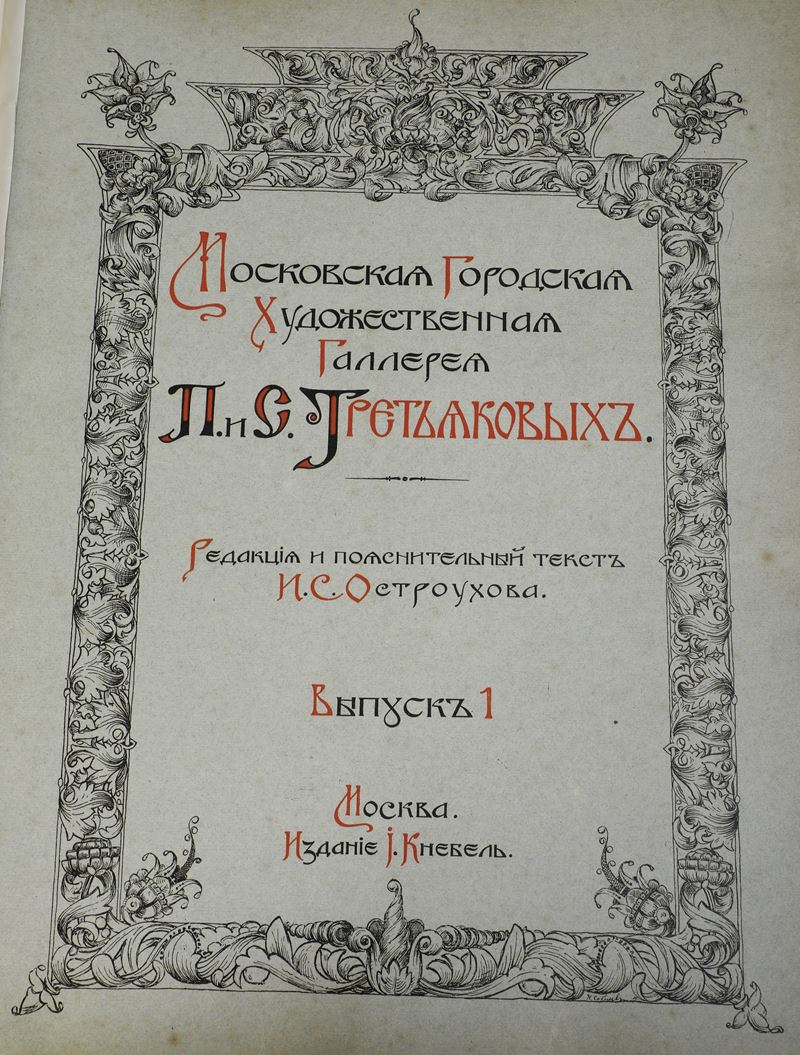 Московская Городская
Художественная
Галлерея
П. и С. Третьяковыхъ.
Редакція и пояснительный текстъ
И. С. Остроухова.
Выпускъ 1
Москва.
Изданіе І. Кнебель.